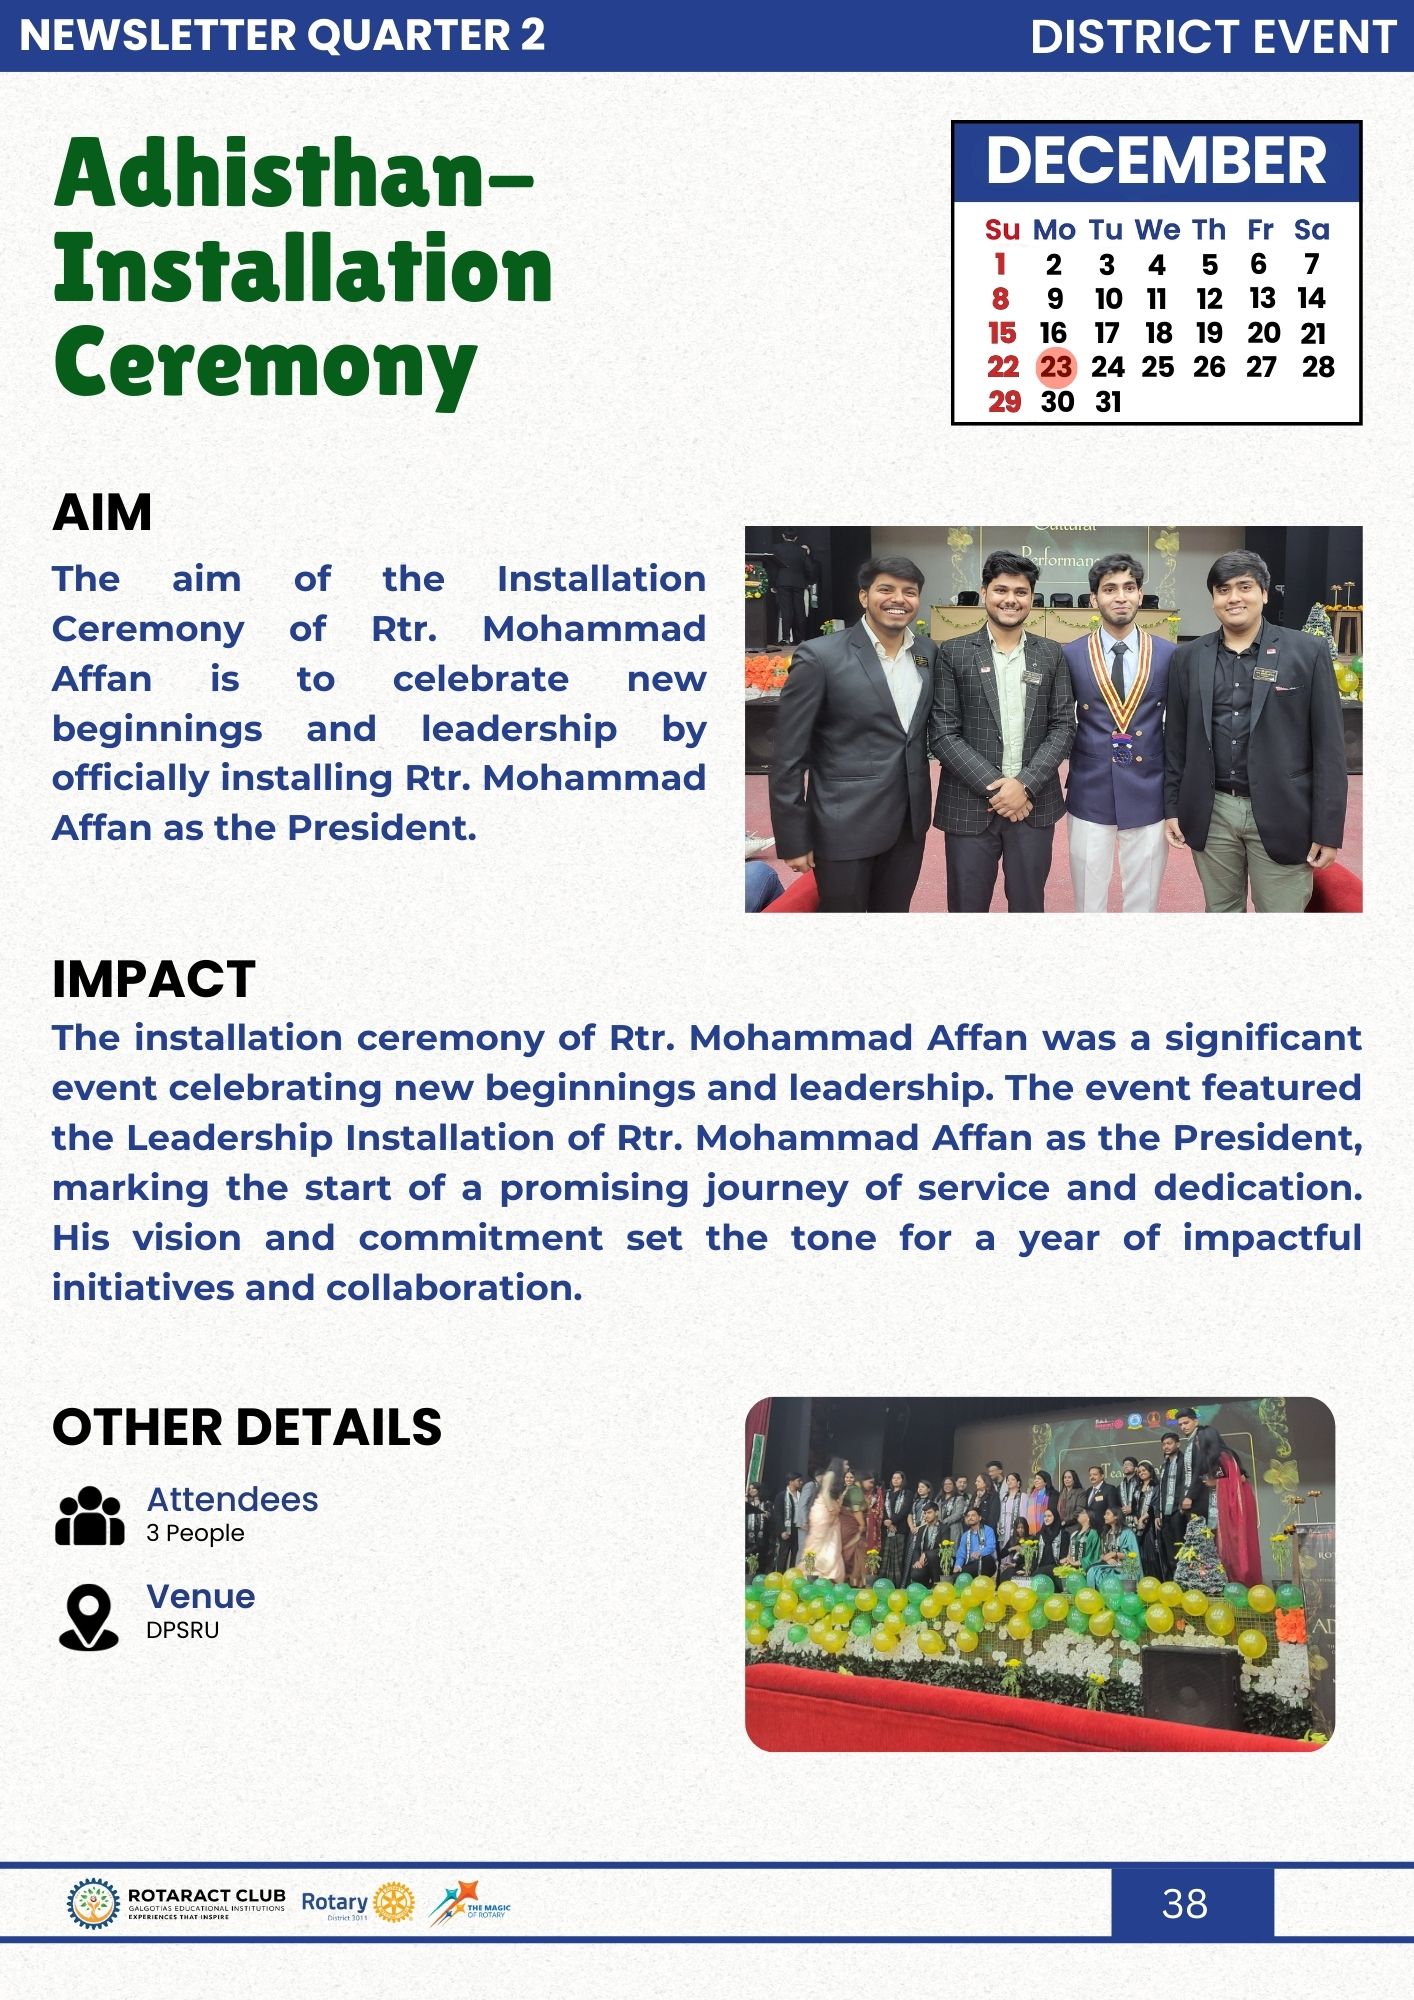 NEWSLETTER QUARTER 2
DISTRICT EVENT
Adhisthan-
Installation
Ceremony
DECEMBER
Su Mo Tu We Th Fr Sa
1 2 3 4 5 6 7
8 9 10 11 12 13 14
15 16 17 18 19 20 21
22 23 24 25 26 27 28
29 30 31
AIM
The aim of the Installation
Ceremony of Rtr. Mohammad
Affan is to celebrate new
beginnings and leadership by
officially installing Rtr. Mohammad
Affan as the President.
Cultural
Performanc
IMPACT
The installation ceremony of Rtr. Mohammad Affan was a significant
event celebrating new beginnings and leadership. The event featured
the Leadership Installation of Rtr. Mohammad Affan as the President,
marking the start of a promising journey of service and dedication.
His vision and commitment set the tone for a year of impactful
initiatives and collaboration.
OTHER DETAILS
Attendees
3 People
Venue
DPSRU
ROTARACT CLUB
GALGOTIAS EDUCATIONAL INSTITUTIONS
EXPERIENCES THAT INSPIRE
Rotary
District 3011
THE MAGIC
OF ROTARY
38